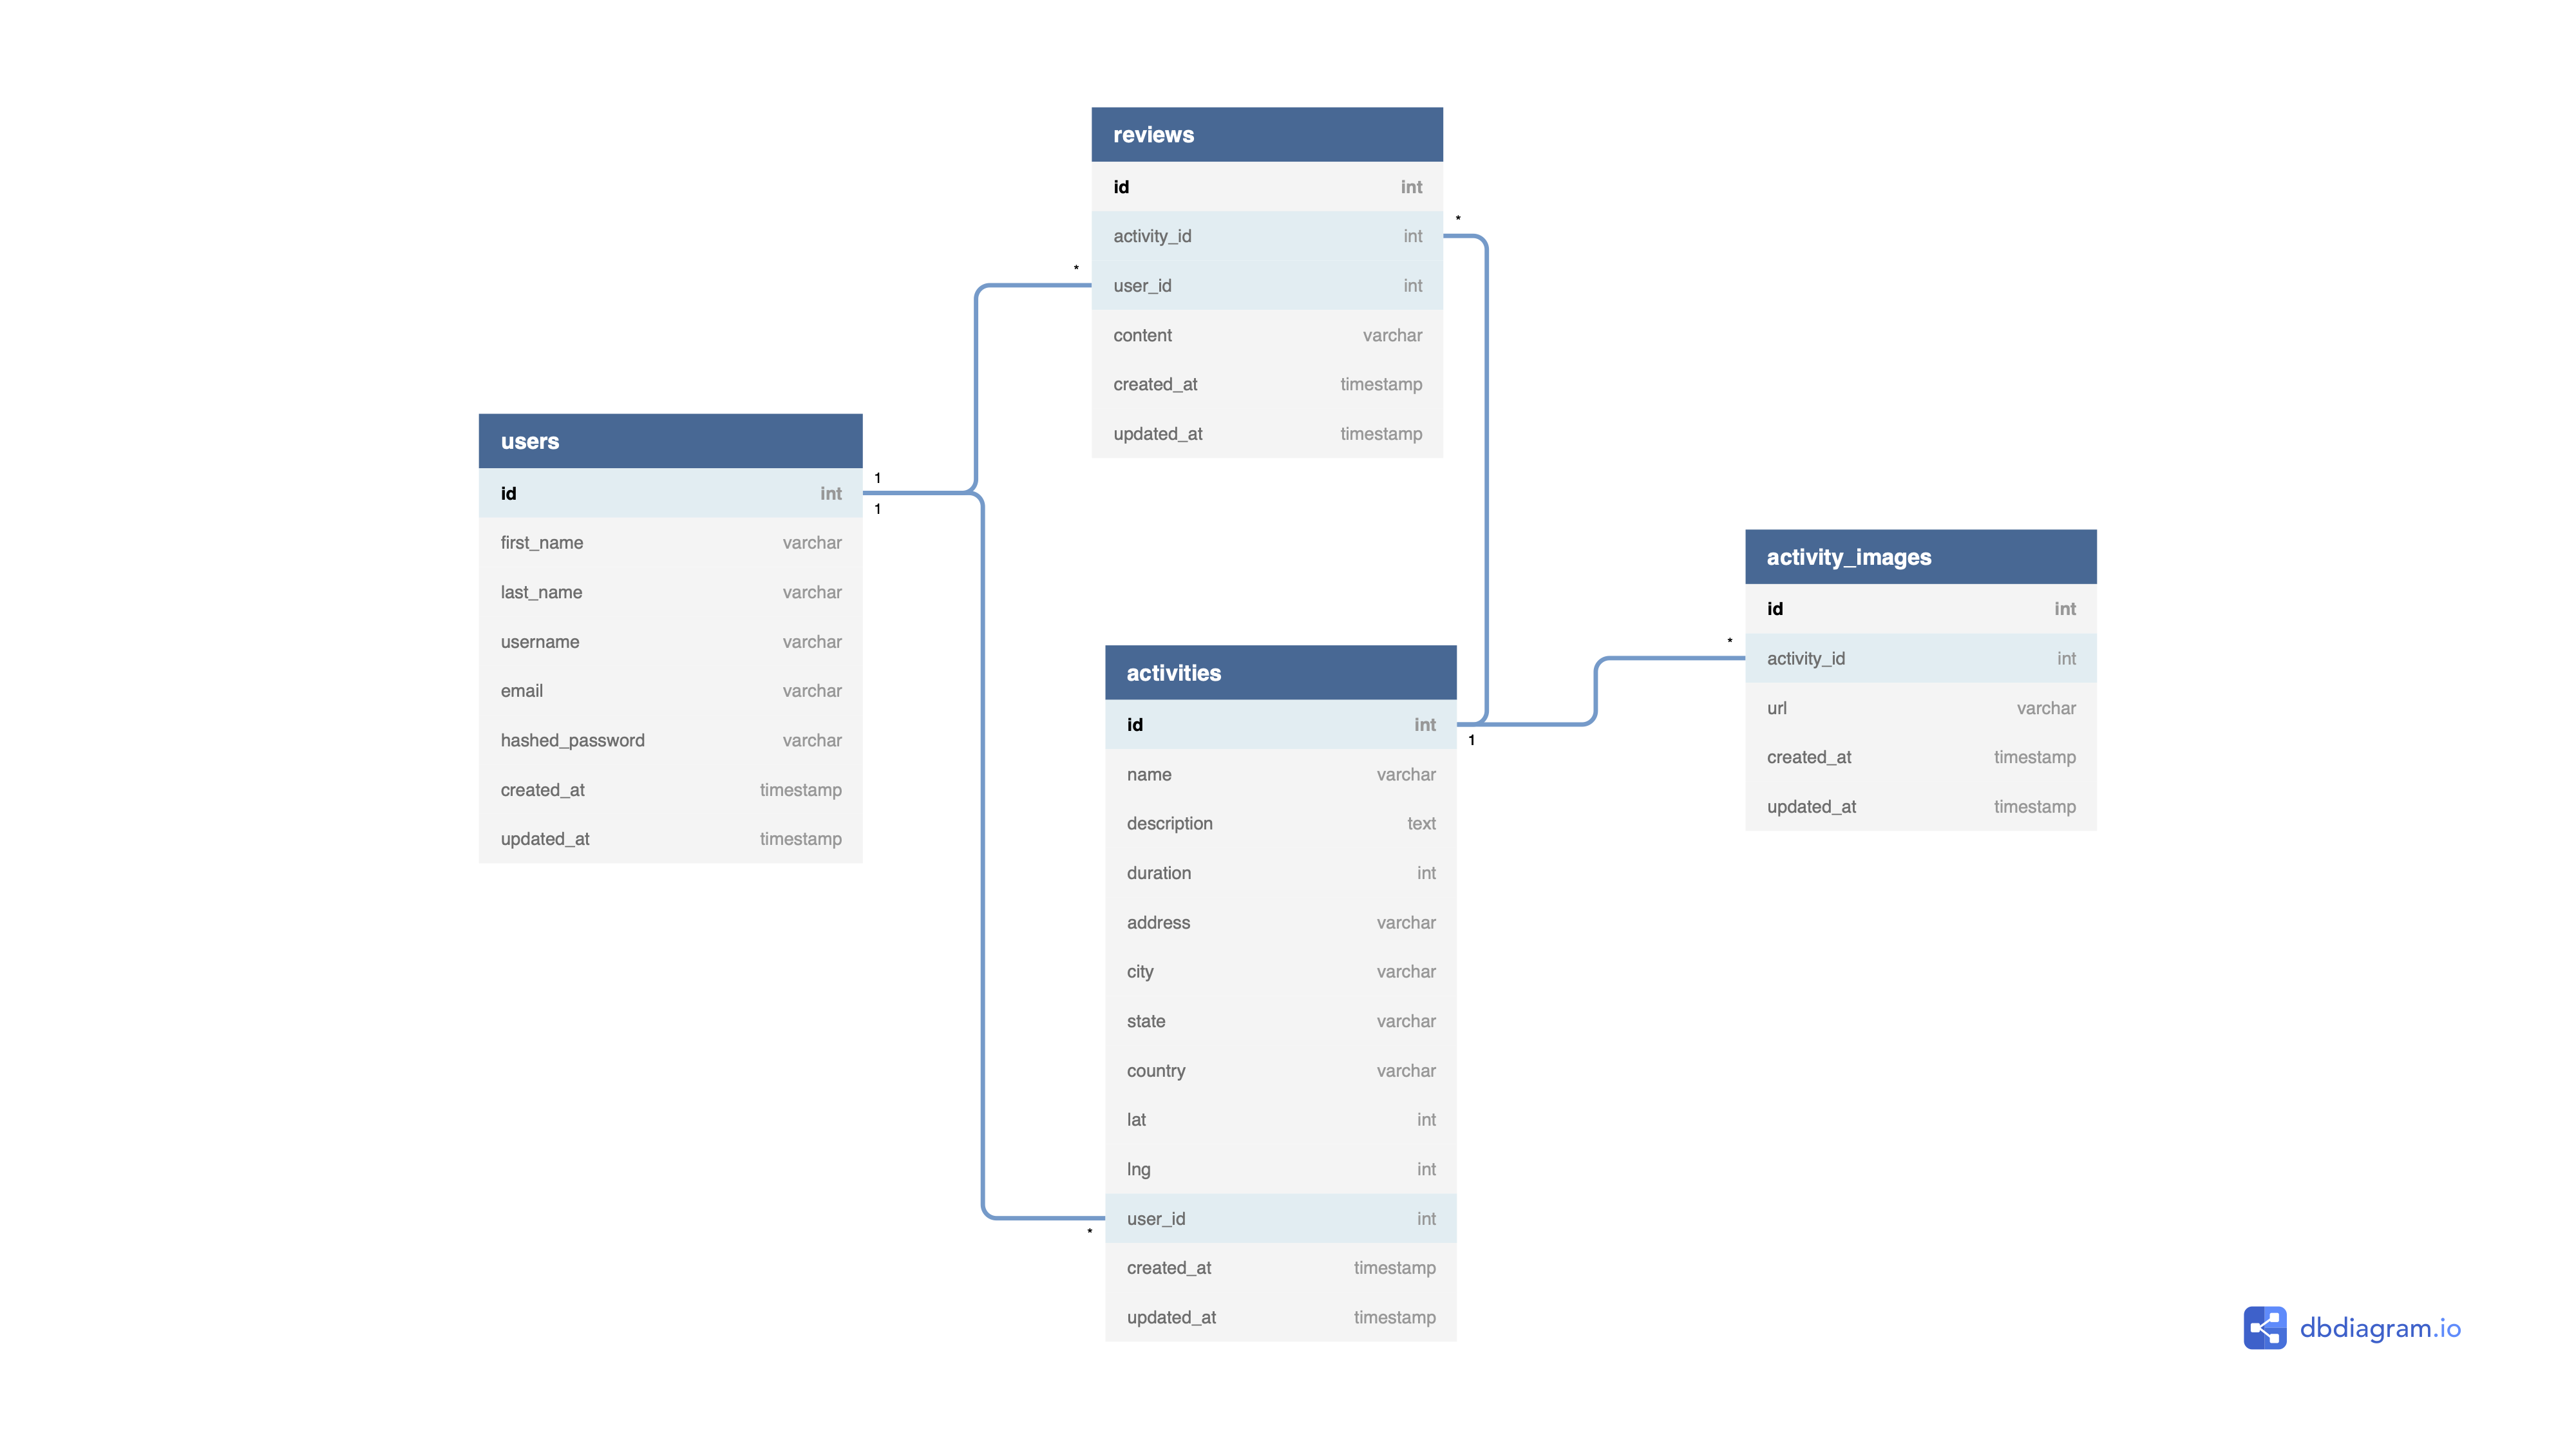 reviews
id int
activity_id int
user_id int
content varchar
created_at timestamp
updated_at timestamp
*
*
users
id int
first_name varchar
last_name varchar
username varchar
email varchar
hashed_password varchar
created_at timestamp
updated_at timestamp
1
1
activities
id int
name varchar
description text
duration int
address varchar
city varchar
state varchar
country varchar
lat int
lng int
user_id int
created_at timestamp
updated_at timestamp
1
*
activity_images
id int
activity_id int
url varchar
created_at timestamp
updated_at timestamp
*
dbdiagram.io